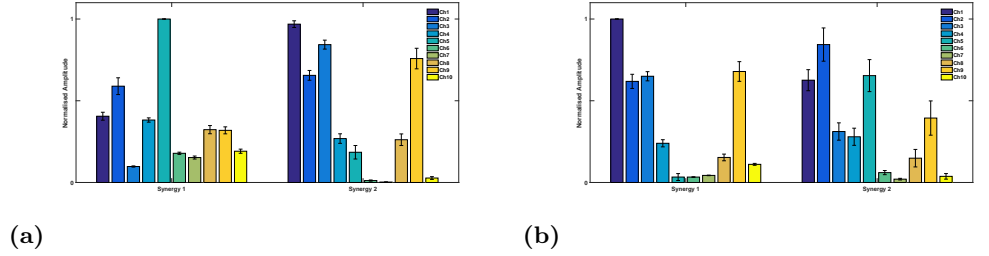 1
0
Normalised Amplitude
Synergy 1
Synergy 2
Ch1
Ch2
Ch3
Ch4
Ch5
Ch6
Ch7
Ch8
Ch9
Ch10
(a)
1
0
Normalised Amplitude
Synergy 1
Synergy 2
Ch1
Ch2
Ch3
Ch4
Ch5
Ch6
Ch7
Ch8
Ch9
Ch10
(b)